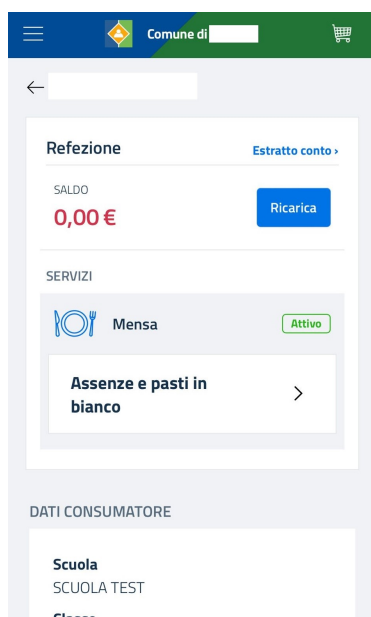 Comune di
Refezione
Estratto conto ›
SALDO
0,00 €
Ricarica
SERVIZI
Mensa
Attivo
Assenze e pasti in
bianco
DATI CONSUMATORE
Scuola
SCUOLA TEST